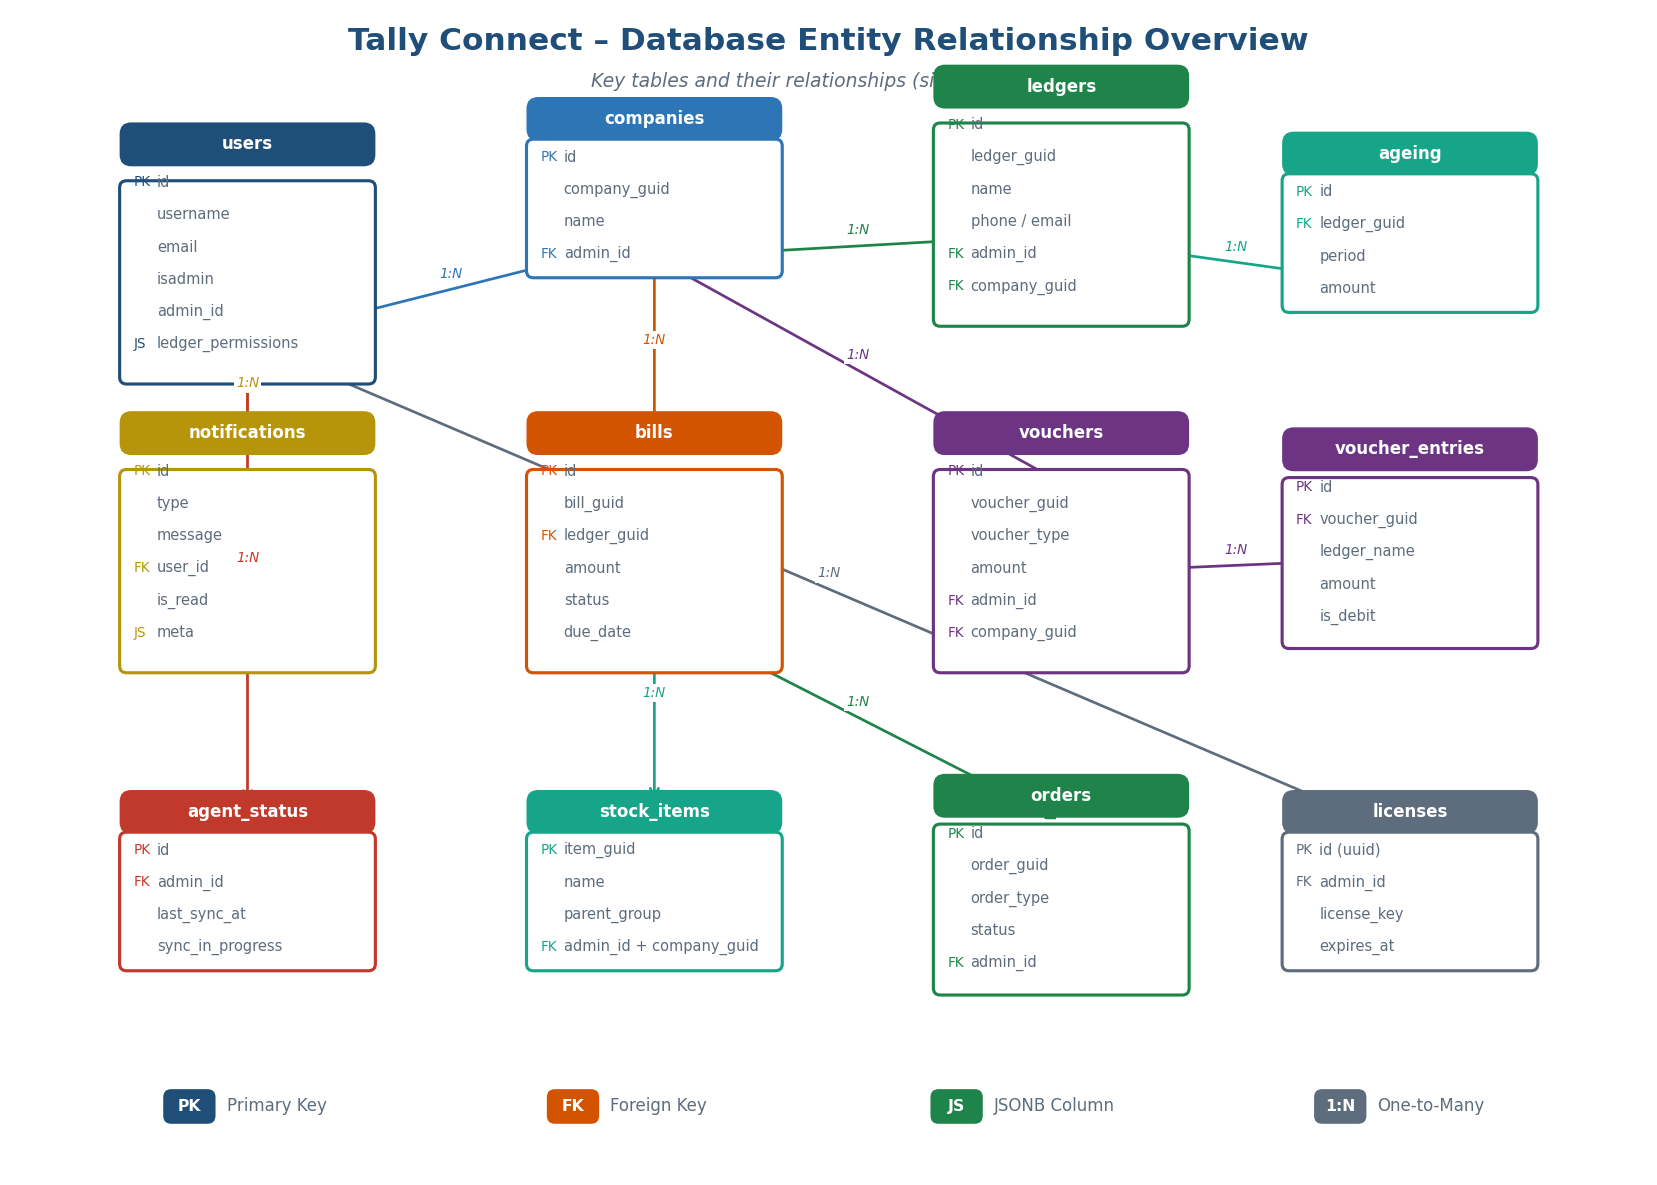 Tally Connect – Database Entity Relationship Overview
Key tables and their relationships
users
PK id
username
email
isadmin
admin_id
JS ledger_permissions
companies
PK id
company_guid
name
FK admin_id
ledgers
PK id
ledger_guid
name
phone / email
FK admin_id
FK company_guid
ageing
PK id
FK ledger_guid
period
amount
1:N
1:N
1:N
1:N
1:N
1:N
notifications
PK id
type
message
FK user_id
is_read
JS meta
1:N
bills
PK id
bill_guid
FK ledger_guid
amount
status
due_date
1:N
vouchers
PK id
voucher_guid
voucher_type
amount
FK admin_id
FK company_guid
1:N
voucher_entries
PK id
FK voucher_guid
ledger_name
amount
is_debit
1:N
1:N
1:N
agent_status
PK id
FK admin_id
last_sync_at
sync_in_progress
stock_items
PK item_guid
name
parent_group
FK admin_id + company_guid
orders
PK id
order_guid
order_type
status
FK admin_id
licenses
PK id (uuid)
FK admin_id
license_key
expires_at
PK Primary Key
FK Foreign Key
JS JSONB Column
1:N One-to-Many